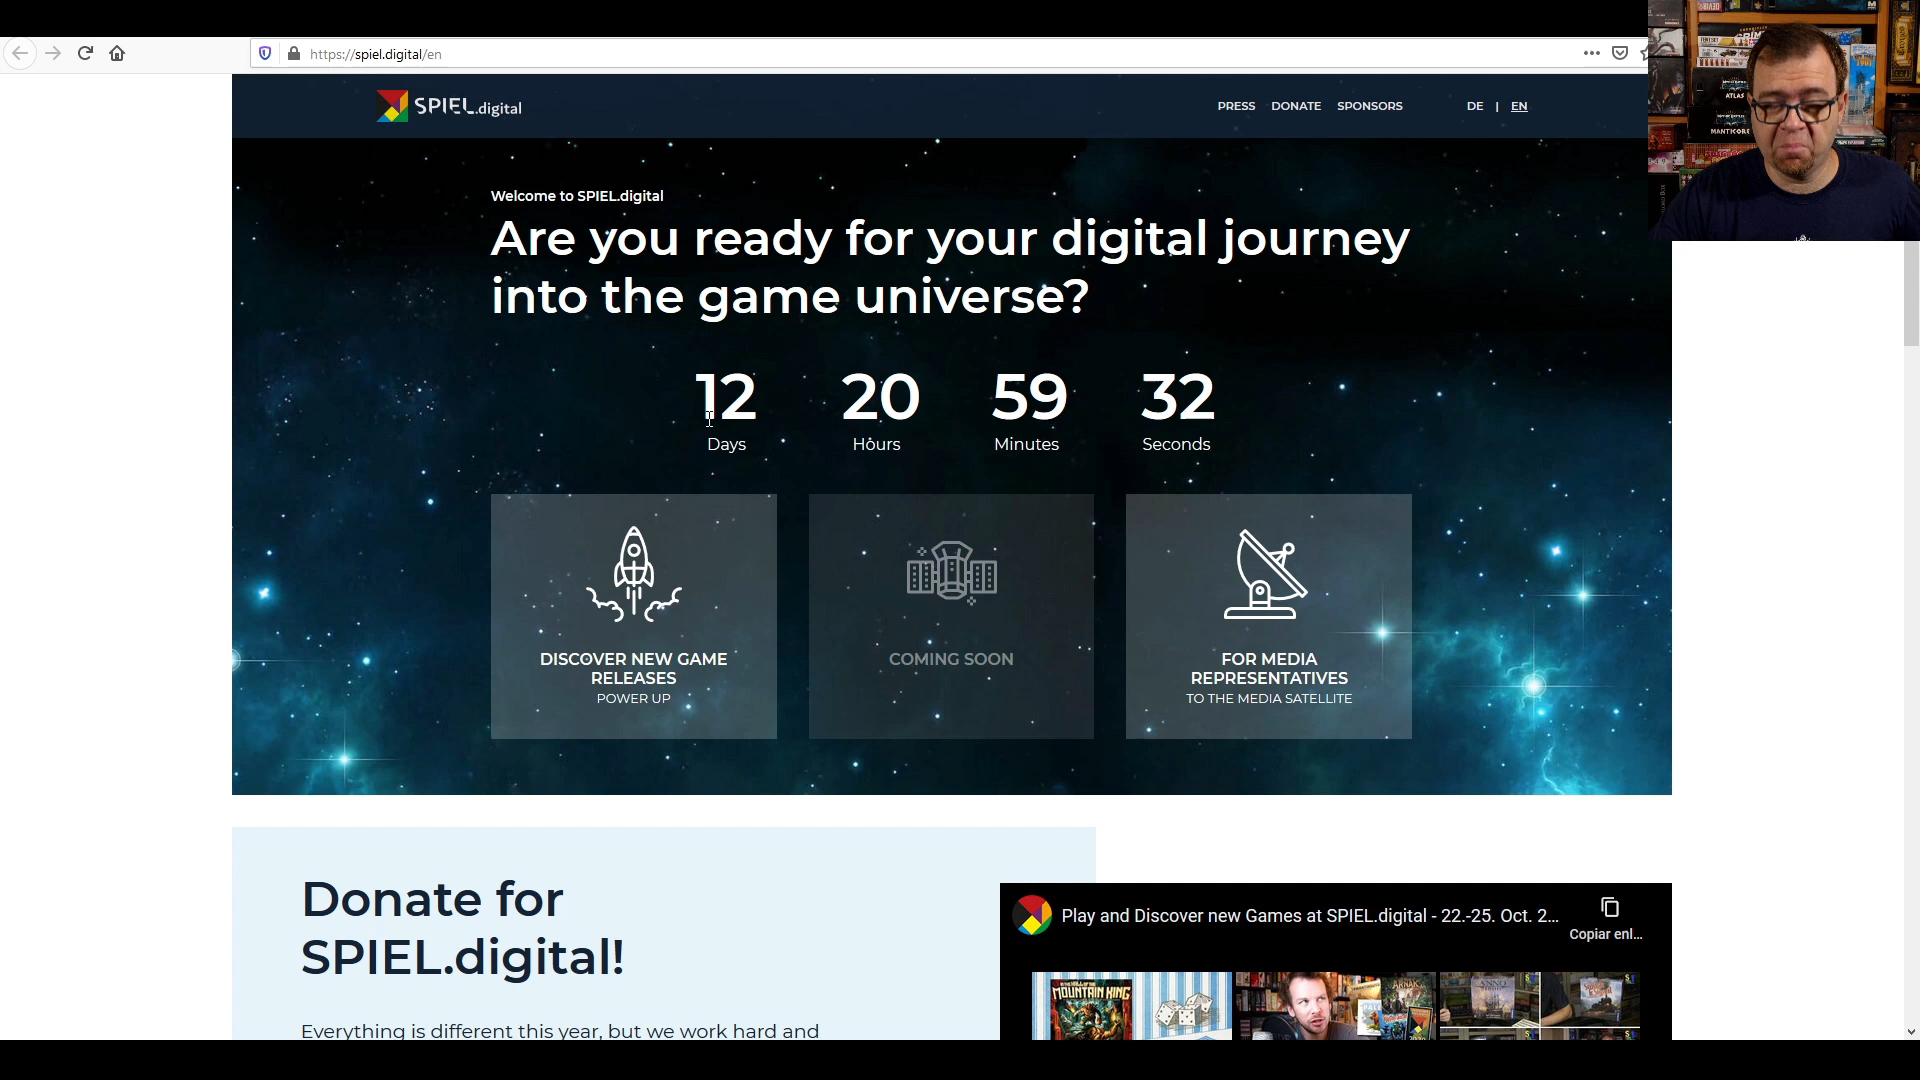 https://spiel.digital/en
SPIEL.digital
PRESS DONATE SPONSORS DE | EN
Welcome to SPIEL.digital
Are you ready for your digital journey
into the game universe?
12 20 59 32
Days Hours Minutes Seconds
DISCOVER NEW GAME
RELEASES
POWER UP
COMING SOON
FOR MEDIA
REPRESENTATIVES
TO THE MEDIA SATELLITE
Donate for
SPIEL.digital!
Everything is different this year, but we work hard and
Play and Discover new Games at SPIEL.digital - 22.-25. Oct. 2...
Copiar enl...
MOUNTAIN KING
ARNAK
ANNO
ATLAS
MANTICORE